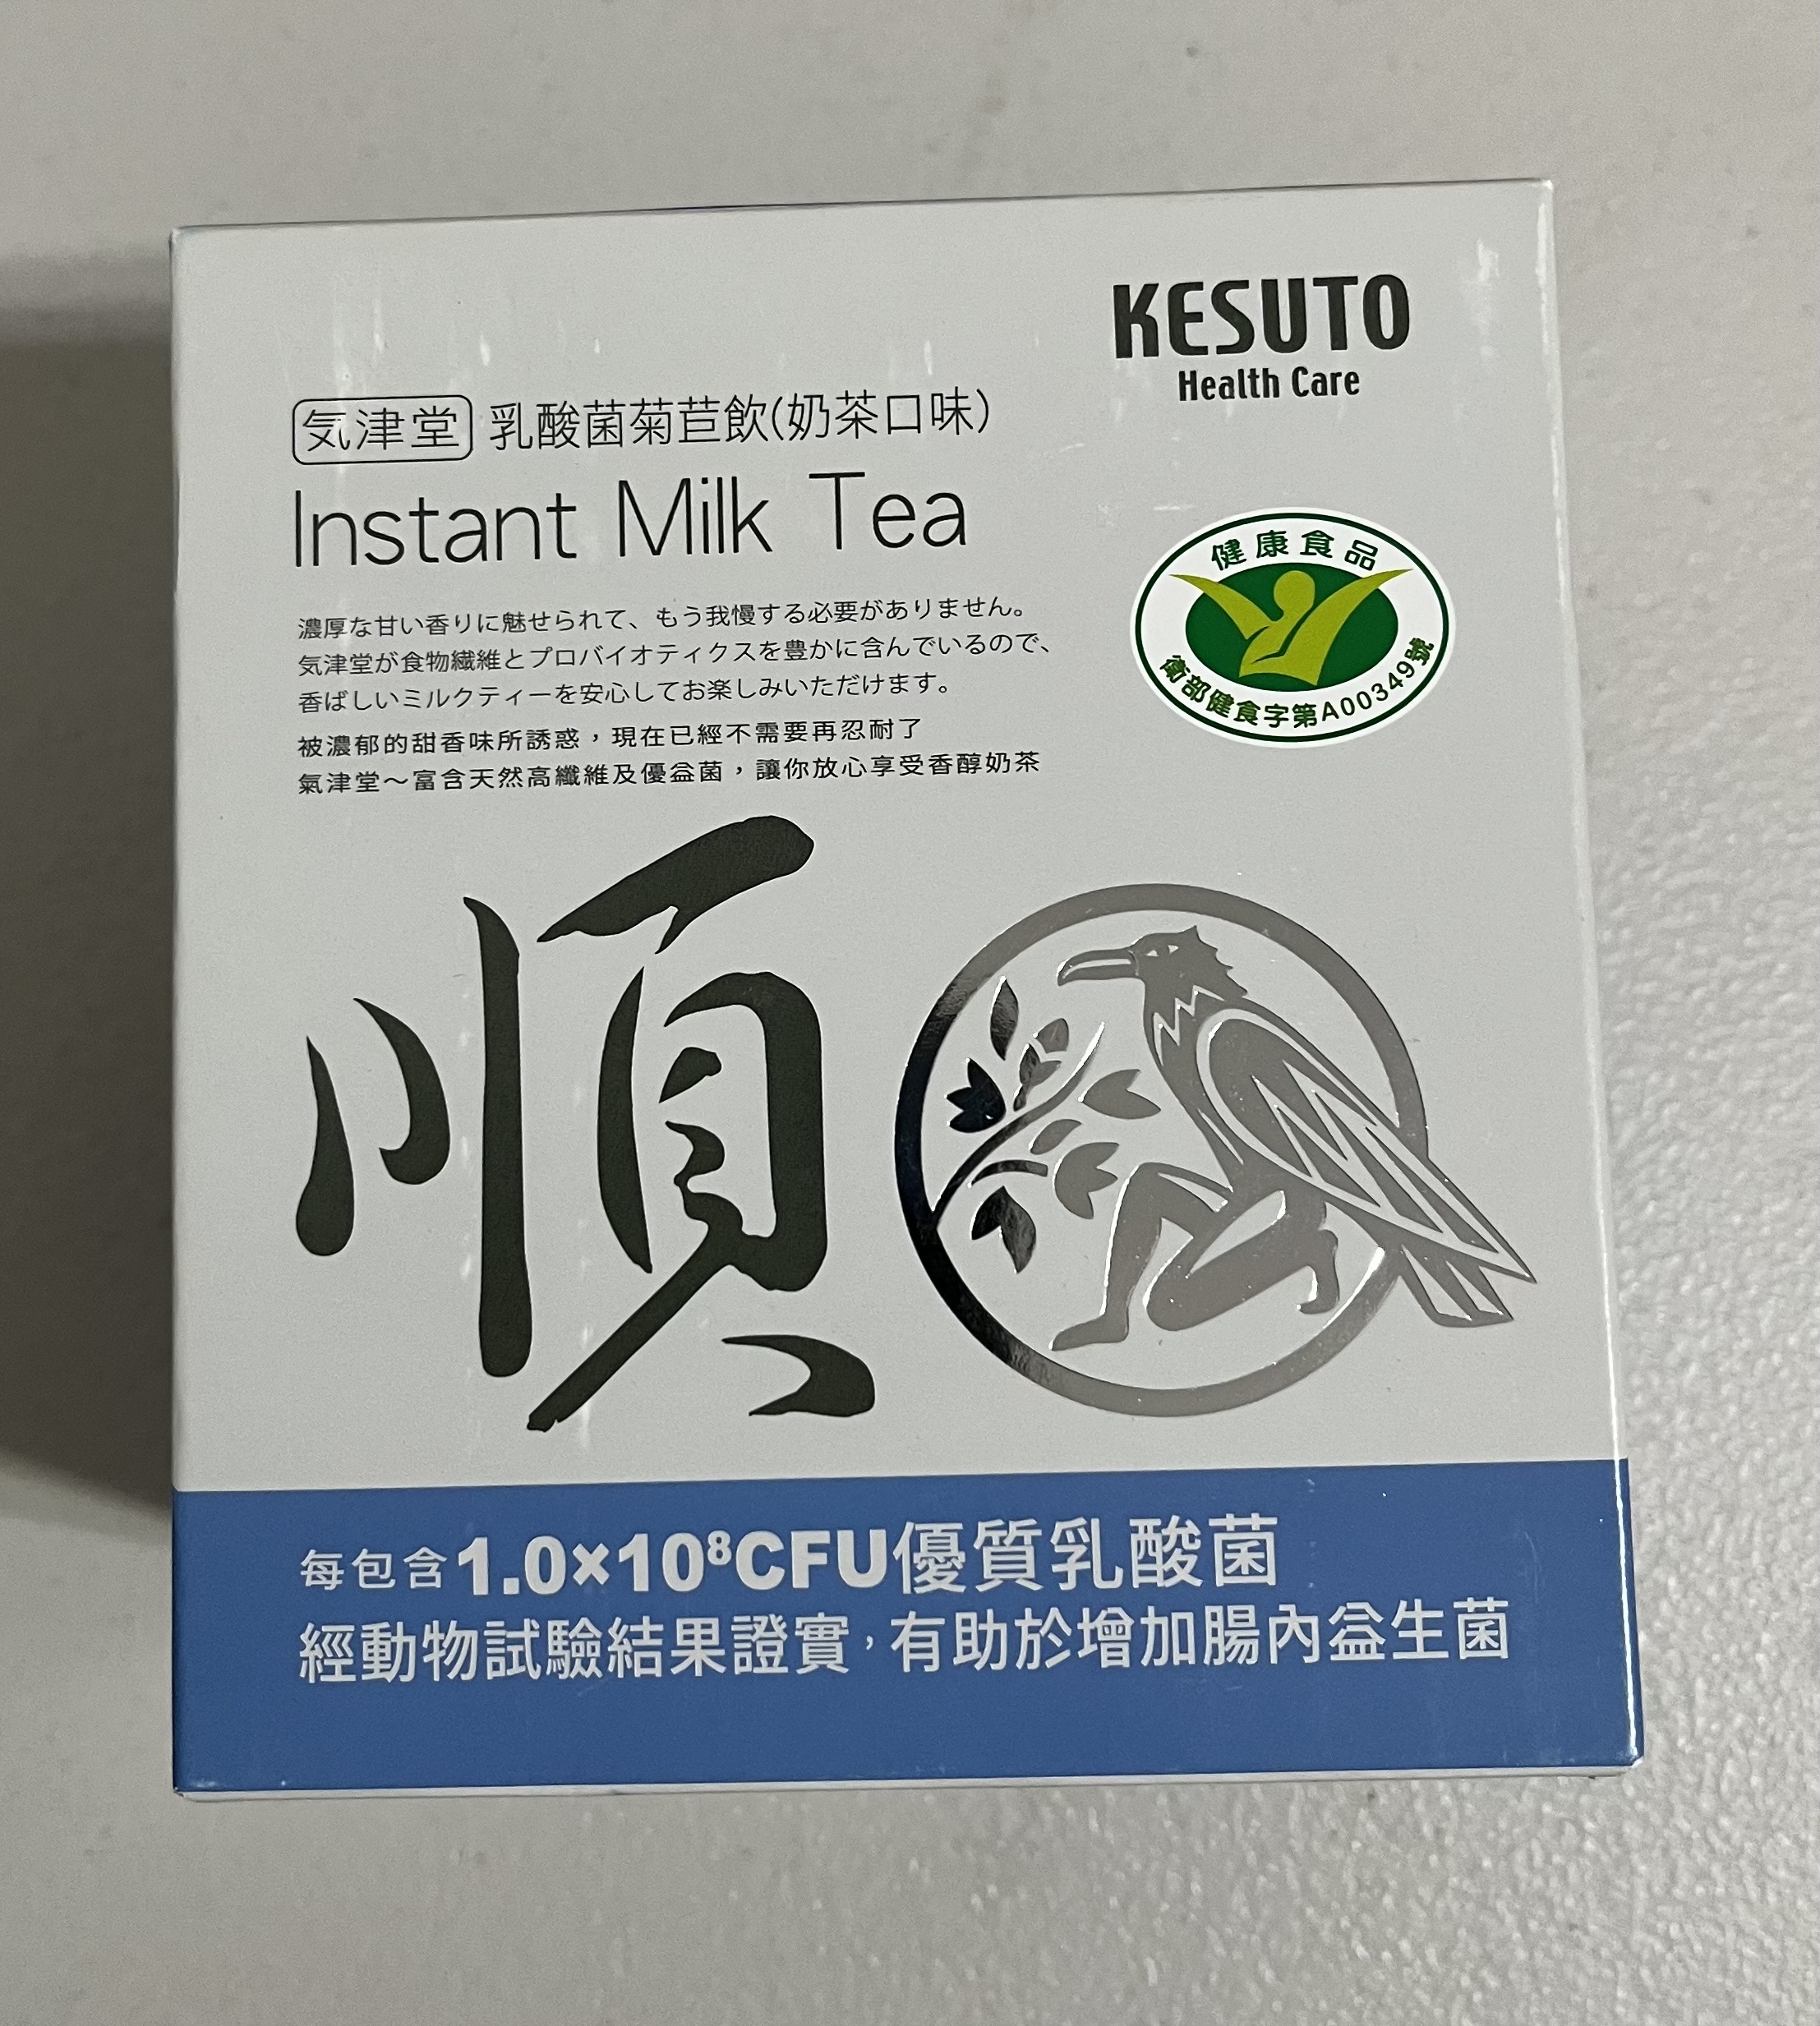 KESUTO
Health Care
気津堂 乳酸菌菊苣飲(奶茶口味)
Instant Milk Tea
健康食品
衛部健食字第A00349號
濃厚な甘い香りに魅せられて、もう我慢する必要がありません。
気津堂が食物繊維とプロバイオティクスを豊かに含んでいるので、
香ばしいミルクティーを安心してお楽しみいただけます。
被濃郁的甜香味所誘惑，現在已經不需要再忍耐了
氣津堂～富含天然高纖維及優益菌，讓你放心享受香醇奶茶
順
每包含1.0×10⁸CFU優質乳酸菌
經動物試驗結果證實，有助於增加腸內益生菌